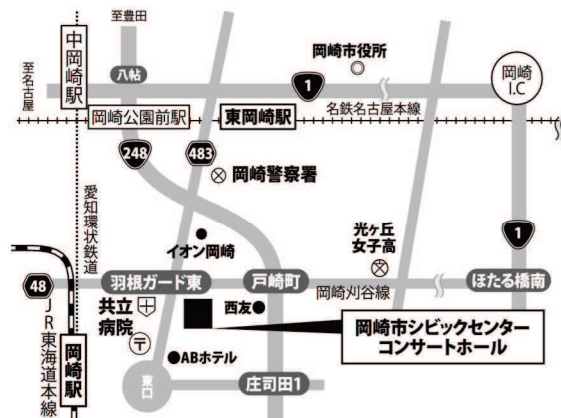 至豊田
中岡崎駅
至名古屋
八帖
岡崎市役所
1
岡崎
I.C
名鉄名古屋本線
岡崎公園前駅
東岡崎駅
248
483
岡崎警察署
愛知環状鉄道
イオン岡崎
光ヶ丘
女子高
1
48
羽根ガード東
戸崎町
岡崎刈谷線
ほたる橋南
共立
病院
西友
岡崎市シビックセンター
コンサートホール
JR東海道本線
岡崎駅
〒
ABホテル
東口
庄司田1